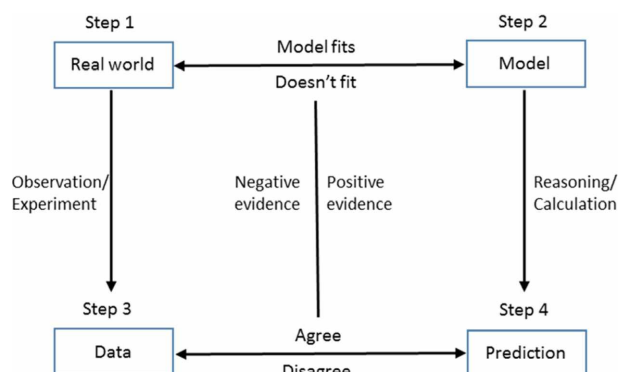 Step 1
Step 2
Real world
Model fits
Model
Doesn't fit
Observation/
Experiment
Negative
evidence
Positive
evidence
Reasoning/
Calculation
Step 3
Step 4
Data
Agree
Prediction
Disagree